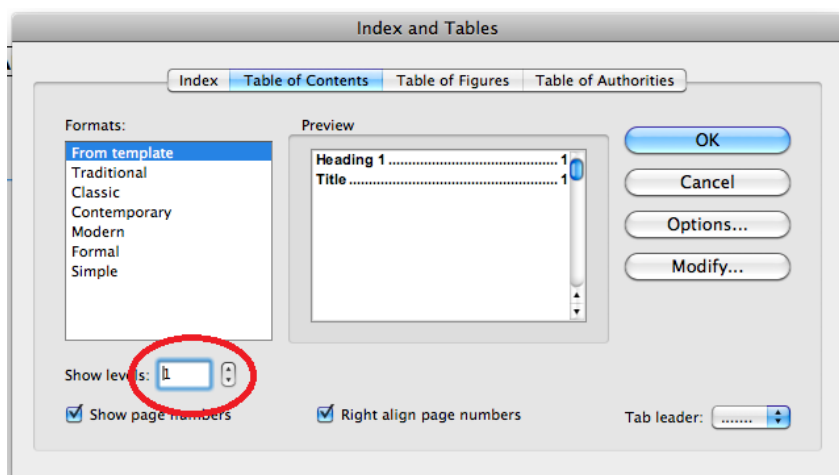 Index and Tables
Index Table of Contents Table of Figures Table of Authorities
Formats:
From template
Traditional
Classic
Contemporary
Modern
Formal
Simple
Preview
Heading 1 ................................................ 1
Title ......................................................... 1
OK
Cancel
Options...
Modify...
Show levels: 1
Show page numbers
Right align page numbers
Tab leader: .......